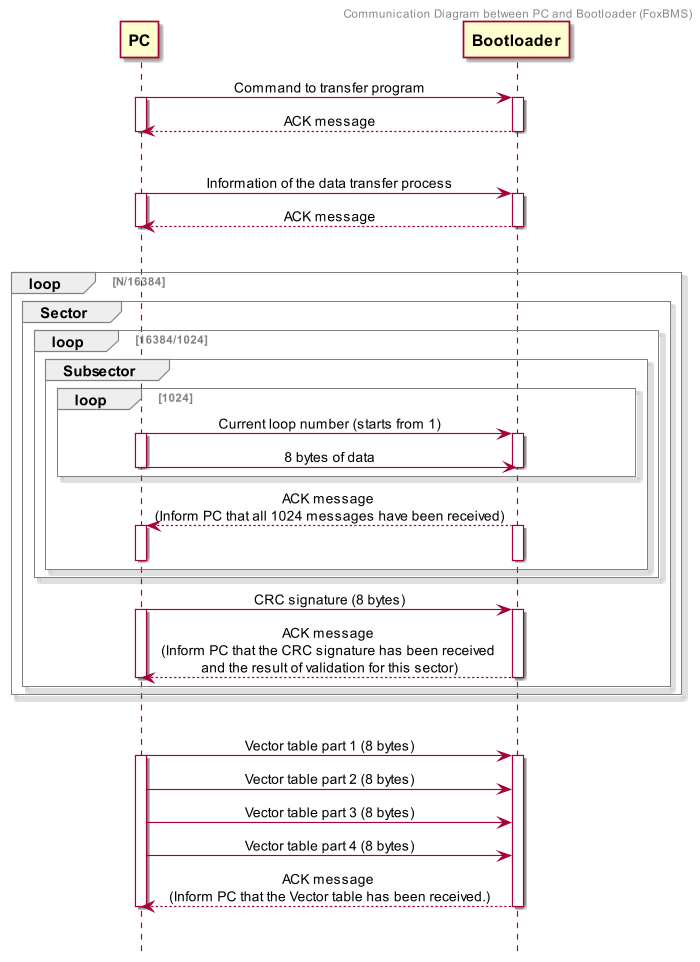 Communication Diagram between PC and Bootloader (FoxBMS)
PC
Bootloader
Command to transfer program
ACK message
Information of the data transfer process
ACK message
loop [N/16384]
Sector
loop [16384/1024]
Subsector
loop [1024]
Current loop number (starts from 1)
8 bytes of data
ACK message
(Inform PC that all 1024 messages have been received)
CRC signature (8 bytes)
ACK message
(Inform PC that the CRC signature has been received
and the result of validation for this sector)
Vector table part 1 (8 bytes)
Vector table part 2 (8 bytes)
Vector table part 3 (8 bytes)
Vector table part 4 (8 bytes)
ACK message
(Inform PC that the Vector table has been received.)